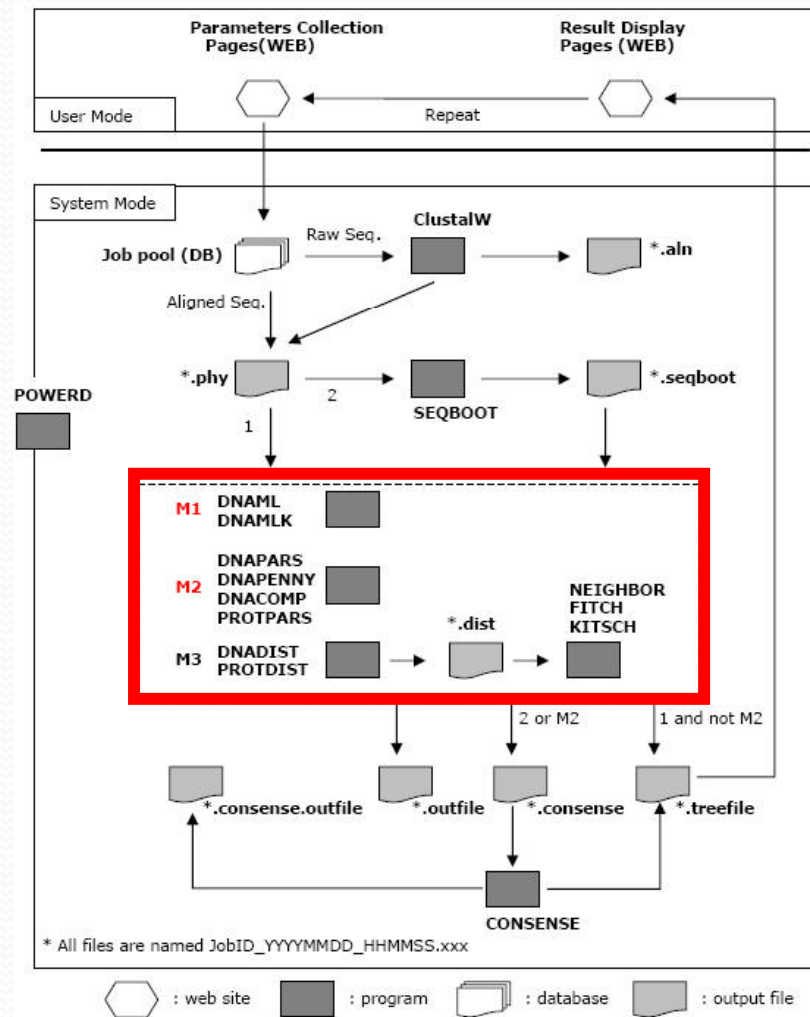 Parameters Collection
Pages(WEB)
Result Display
Pages (WEB)
User Mode
Repeat
System Mode
ClustalW
Job pool (DB)
Raw Seq.
*.aln
Aligned Seq.
*.phy
2
*.seqboot
POWERD
SEQBOOT
1
M1
DNAML
DNAMLK
M2
DNAPARS
DNAPENNY
DNACOMP
PROTPARS
NEIGHBOR
FITCH
KITSCH
*.dist
M3
DNADIST
PROTDIST
2 or M2
1 and not M2
*.consense.outfile
*.outfile
*.consense
*.treefile
CONSENSE
* All files are named JobID_YYYYMMDD_HHMMSS.xxx
: web site
: program
: database
: output file